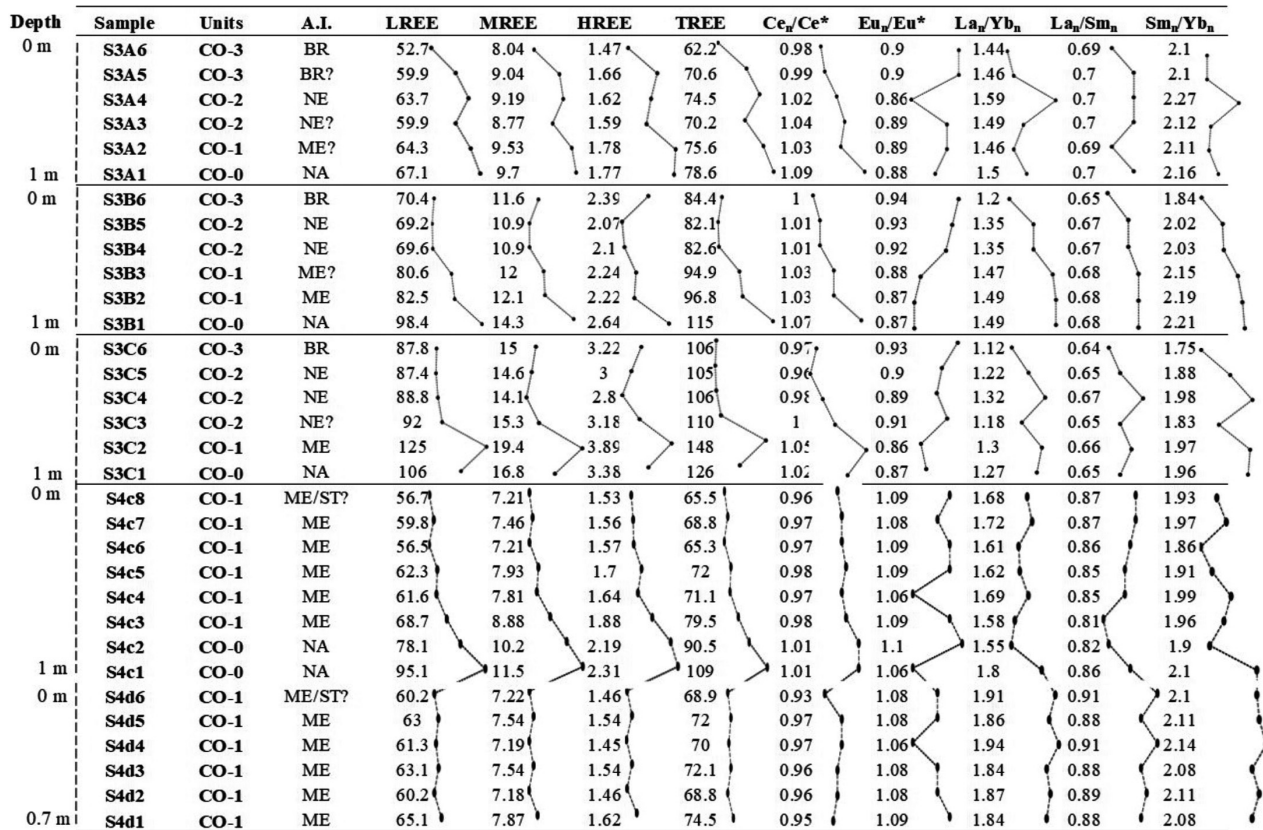 Depth Sample Units A.I. LREE MREE HREE TREE Ceₙ/Ce* Euₙ/Eu* Laₙ/Ybₙ Laₙ/Smₙ Smₙ/Ybₙ
0 m S3A6 CO-3 BR 52.7 8.04 1.47 62.2 0.98 0.9 1.44 0.69 2.1
S3A5 CO-3 BR? 59.9 9.04 1.66 70.6 0.99 0.9 1.46 0.7 2.1
S3A4 CO-2 NE 63.7 9.19 1.62 74.5 1.02 0.86 1.59 0.7 2.27
S3A3 CO-2 NE? 59.9 8.77 1.59 70.2 1.04 0.89 1.49 0.7 2.12
S3A2 CO-1 ME? 64.3 9.53 1.78 75.6 1.03 0.89 1.46 0.69 2.11
1 m S3A1 CO-0 NA 67.1 9.7 1.77 78.6 1.09 0.88 1.5 0.7 2.16
0 m S3B6 CO-3 BR 70.4 11.6 2.39 84.4 1 0.94 1.2 0.65 1.84
S3B5 CO-2 NE 69.2 10.9 2.07 82.1 1.01 0.93 1.35 0.67 2.02
S3B4 CO-2 NE 69.6 10.9 2.1 82.6 1.01 0.92 1.35 0.67 2.03
S3B3 CO-1 ME? 80.6 12 2.24 94.9 1.03 0.88 1.47 0.68 2.15
S3B2 CO-1 ME 82.5 12.1 2.22 96.8 1.03 0.87 1.49 0.68 2.19
1 m S3B1 CO-0 NA 98.4 14.3 2.64 115 1.07 0.87 1.49 0.68 2.21
0 m S3C6 CO-3 BR 87.8 15 3.22 106 0.97 0.93 1.12 0.64 1.75
S3C5 CO-2 NE 87.4 14.6 3 105 0.96 0.9 1.22 0.65 1.88
S3C4 CO-2 NE 88.8 14.1 2.8 106 0.98 0.89 1.32 0.67 1.98
S3C3 CO-2 NE? 92 15.3 3.18 110 1 0.91 1.18 0.65 1.83
S3C2 CO-1 ME 125 19.4 3.89 148 1.05 0.86 1.3 0.66 1.97
1 m S3C1 CO-0 NA 106 16.8 3.38 126 1.02 0.87 1.27 0.65 1.96
0 m S4c8 CO-1 ME/ST? 56.7 7.21 1.53 65.5 0.96 1.09 1.68 0.87 1.93
S4c7 CO-1 ME 59.8 7.46 1.56 68.8 0.97 1.08 1.72 0.87 1.97
S4c6 CO-1 ME 56.5 7.21 1.57 65.3 0.97 1.09 1.61 0.86 1.86
S4c5 CO-1 ME 62.3 7.93 1.7 72 0.98 1.09 1.62 0.85 1.91
S4c4 CO-1 ME 61.6 7.81 1.64 71.1 0.97 1.06 1.69 0.85 1.99
S4c3 CO-1 ME 68.7 8.88 1.88 79.5 0.98 1.09 1.58 0.81 1.96
S4c2 CO-0 NA 78.1 10.2 2.19 90.5 1.01 1.1 1.55 0.82 1.9
1 m S4c1 CO-0 NA 95.1 11.5 2.31 109 1.01 1.06 1.8 0.86 2.1
0 m S4d6 CO-1 ME/ST? 60.2 7.22 1.46 68.9 0.93 1.08 1.91 0.91 2.1
S4d5 CO-1 ME 63 7.54 1.54 72 0.97 1.08 1.86 0.88 2.11
S4d4 CO-1 ME 61.3 7.19 1.45 70 0.97 1.06 1.94 0.91 2.14
S4d3 CO-1 ME 63.1 7.54 1.54 72.1 0.96 1.08 1.84 0.88 2.08
S4d2 CO-1 ME 60.2 7.18 1.46 68.8 0.96 1.08 1.87 0.89 2.11
0.7 m S4d1 CO-1 ME 65.1 7.87 1.62 74.5 0.95 1.09 1.84 0.88 2.08